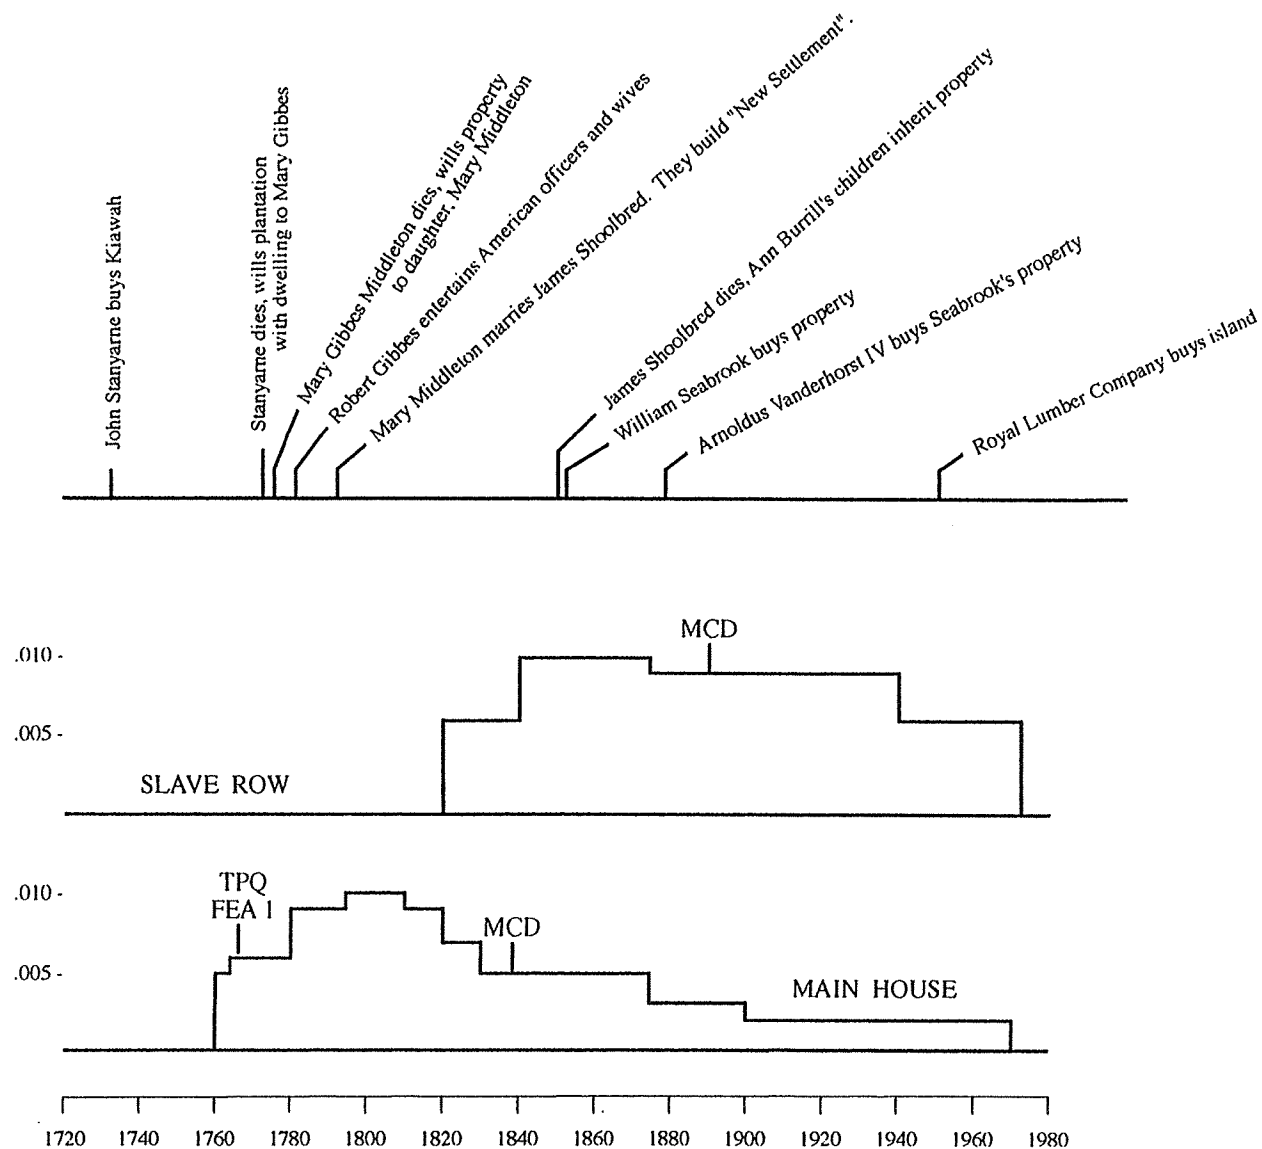 John Stanyarne buys Kiawah
Stanyarne dies, wills plantation
with dwelling to Mary Gibbes
Mary Gibbes Middleton dies, wills property
to daughter, Mary Middleton
Robert Gibbes entertains American officers and wives
Mary Middleton marries James Shoolbred. They build "New Settlement".
James Shoolbred dies, Ann Burrill's children inherit property
William Seabrook buys property
Arnoldus Vanderhorst IV buys Seabrook's property
Royal Lumber Company buys island
MCD
.010 -
.005 -
SLAVE ROW
TPQ
FEA 1
.010 -
MCD
.005 -
MAIN HOUSE
1720 1740 1760 1780 1800 1820 1840 1860 1880 1900 1920 1940 1960 1980